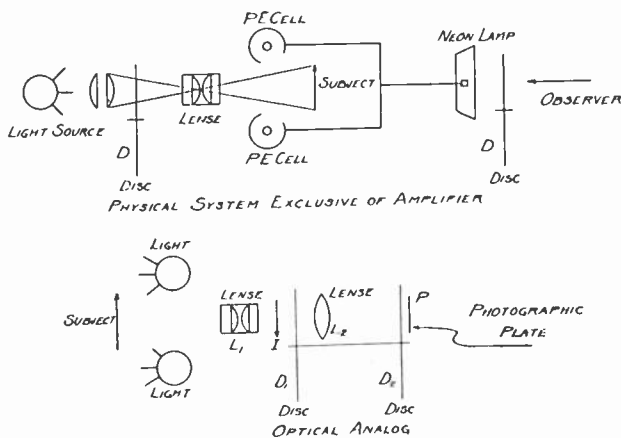 PE CELL
NEON LAMP
SUBJECT
LENSE
OBSERVER
LIGHT SOURCE
PE CELL
D
D
DISC
DISC
PHYSICAL SYSTEM EXCLUSIVE OF AMPLIFIER
LIGHT
LENSE
LENSE
P
PHOTOGRAPHIC
PLATE
SUBJECT
L1
I
L2
D1
D2
LIGHT
DISC
DISC
OPTICAL ANALOG